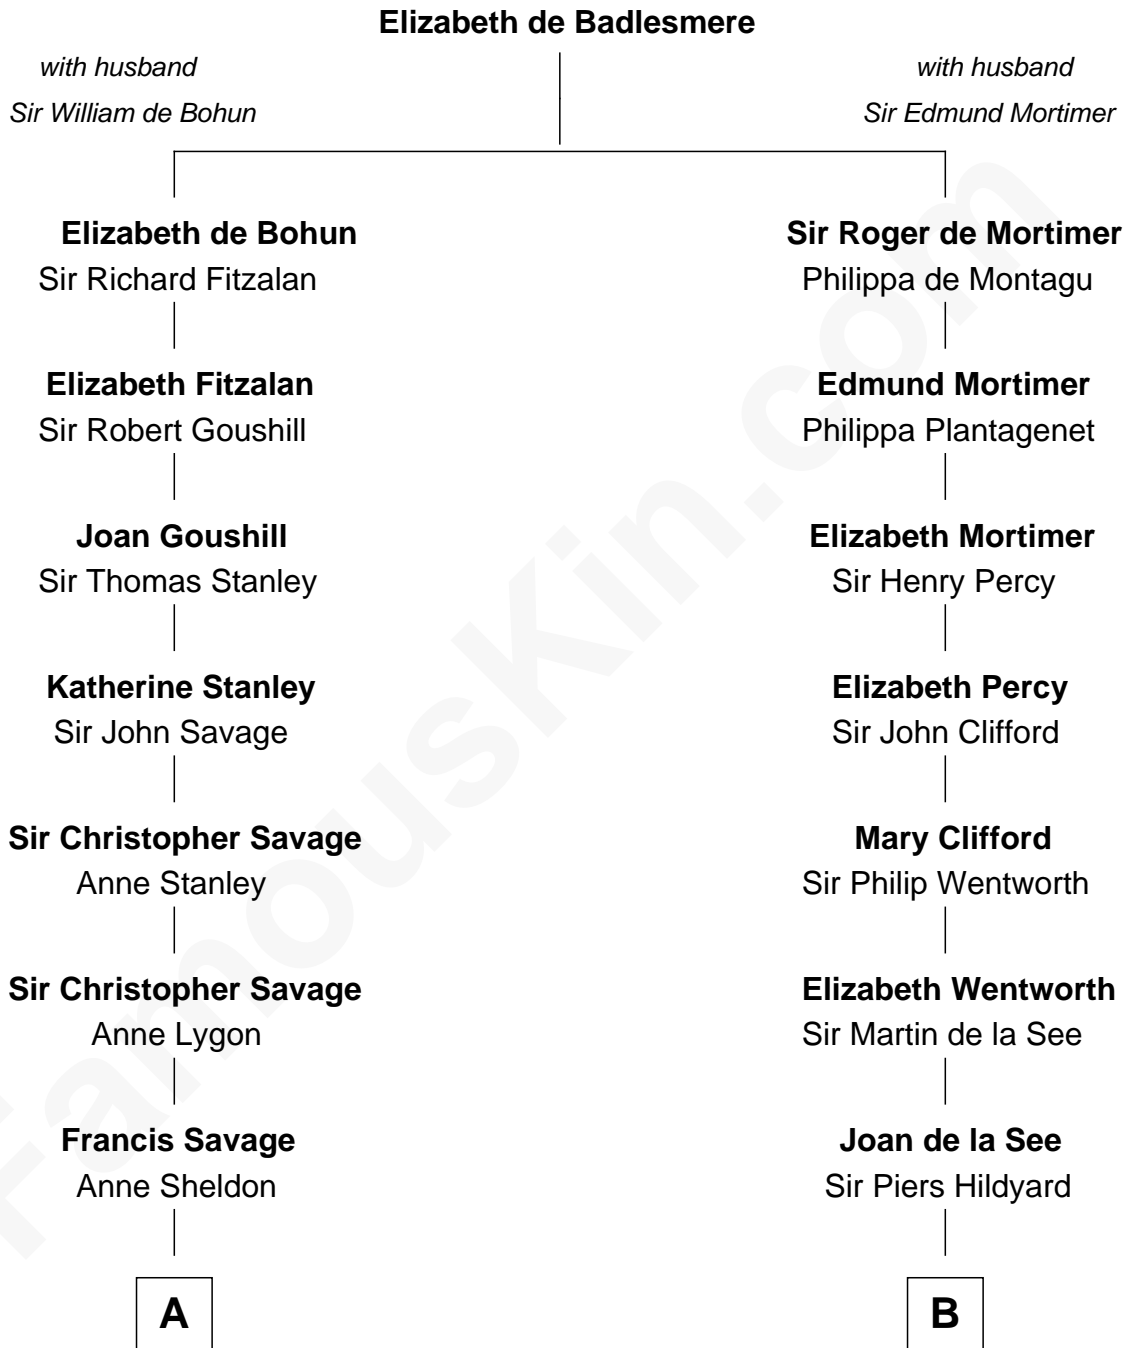 Elizabeth de Badlesmere
with husband
Sir William de Bohun
with husband
Sir Edmund Mortimer
Elizabeth de Bohun
Sir Richard Fitzalan
Sir Roger de Mortimer
Philippa de Montagu
Elizabeth Fitzalan
Sir Robert Goushill
Edmund Mortimer
Philippa Plantagenet
Joan Goushill
Sir Thomas Stanley
Elizabeth Mortimer
Sir Henry Percy
Katherine Stanley
Sir John Savage
Elizabeth Percy
Sir John Clifford
Sir Christopher Savage
Anne Stanley
Mary Clifford
Sir Philip Wentworth
Sir Christopher Savage
Anne Lygon
Elizabeth Wentworth
Sir Martin de la See
Francis Savage
Anne Sheldon
Joan de la See
Sir Piers Hildyard
A
B
FamousKin.com